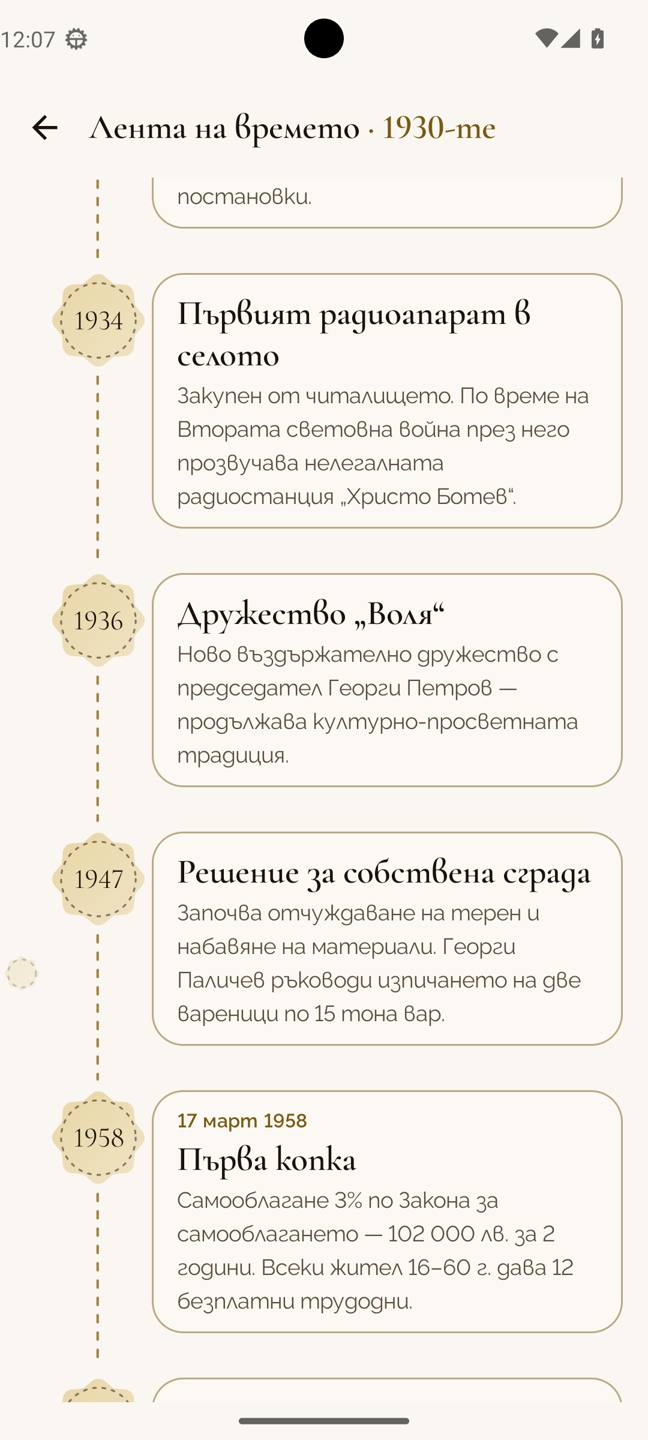 12:07
Лента на времето · 1930-те
постановки.
1934
Първият радиоапарат в
селото
Закупен от читалището. По време на
Втората световна война през него
прозвучава нелегалната
радиостанция „Христо Ботев“.
1936
Дружество „Воля“
Ново въздържателно дружество с
председател Георги Петров —
продължава културно-просветната
традиция.
1947
Решение за собствена сграда
Започва отчуждаване на терен и
набавяне на материали. Георги
Паличев ръководи изпичането на две
вареници по 15 тона вар.
1958
17 март 1958
Първа копка
Самооблагане 3% по Закона за
самооблагането — 102 000 лв. за 2
години. Всеки жител 16–60 г. дава 12
безплатни трудодни.